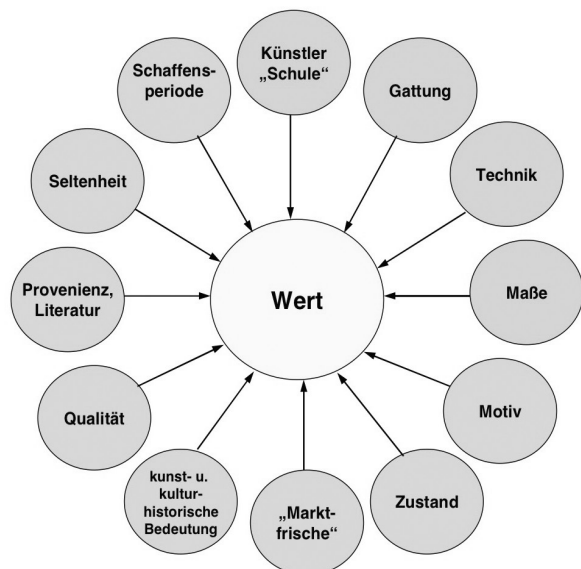 Künstler
„Schule“
Gattung
Technik
Maße
Motiv
Zustand
„Markt-
frische“
kunst- u.
kultur-
historische
Bedeutung
Qualität
Provenienz,
Literatur
Seltenheit
Schaffens-
periode
Wert